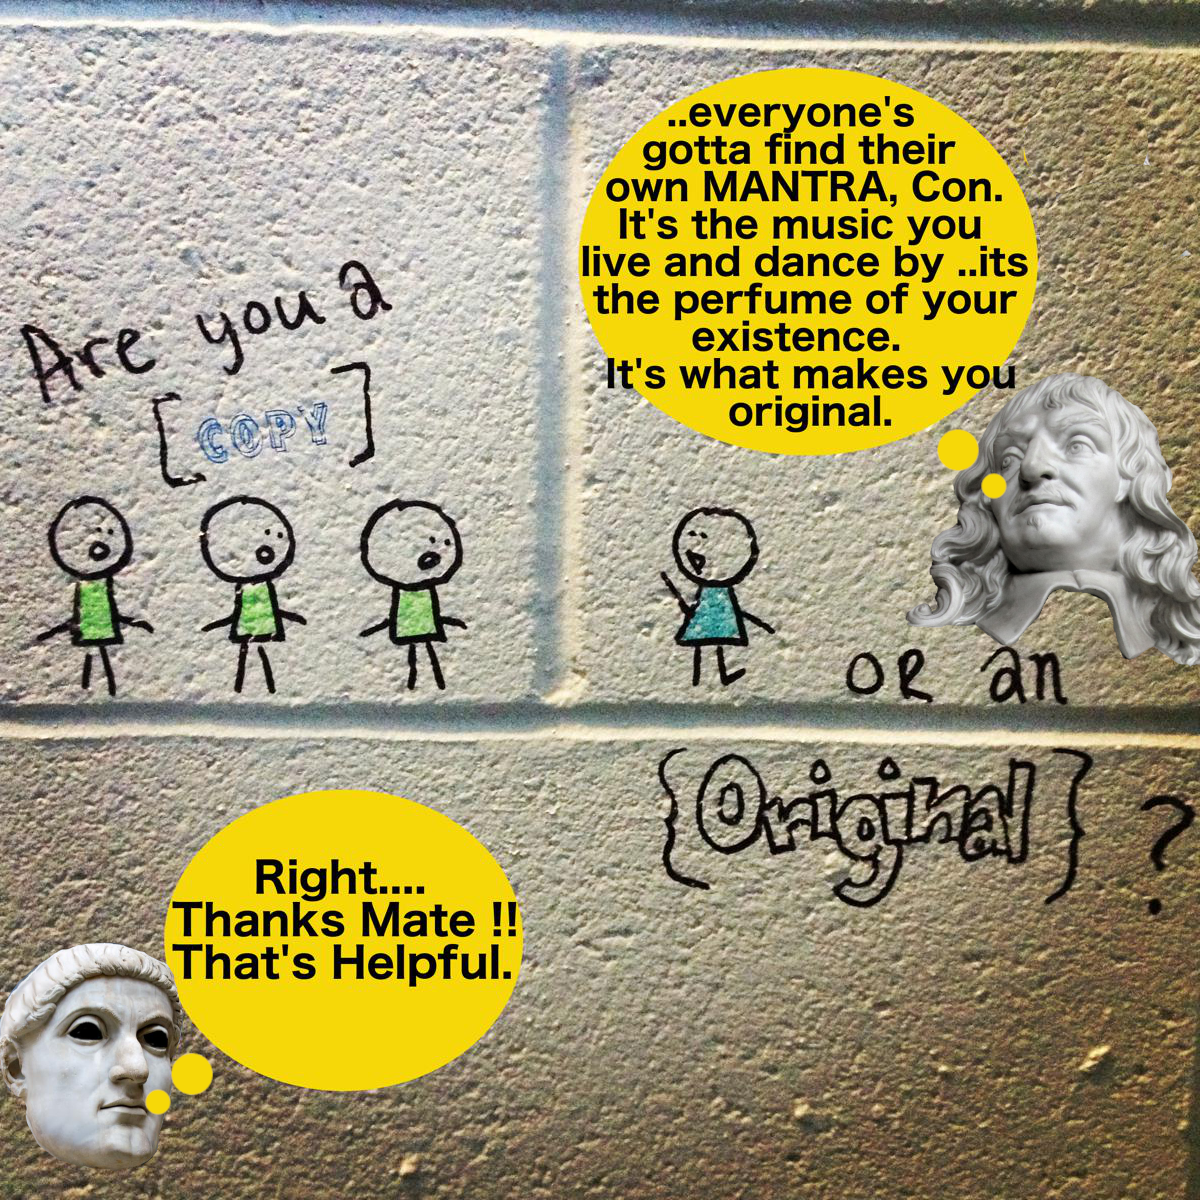 ..everyone's
gotta find their
own MANTRA, Con.
It's the music you
live and dance by ..its
the perfume of your
existence.
It's what makes you
original.
Are you a
[COPY]
OR an
{Original} ?
Right....
Thanks Mate !!
That's Helpful.